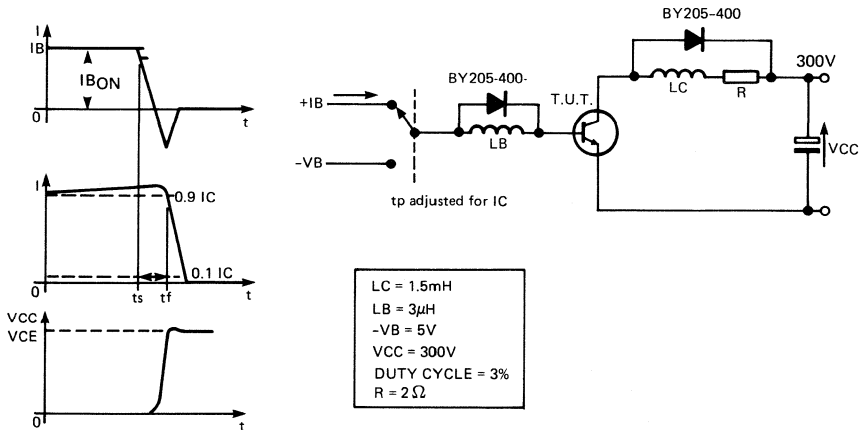 I
IB
IBON
0
t
I
0.9 IC
0.1 IC
0
ts
tf
t
VCC
VCE
0
t
BY205-400
300V
BY205-400-
LC
R
T.U.T.
+IB
LB
VCC
-VB
tp adjusted for IC
LC = 1.5mH
LB = 3μH
-VB = 5V
VCC = 300V
DUTY CYCLE = 3%
R = 2Ω